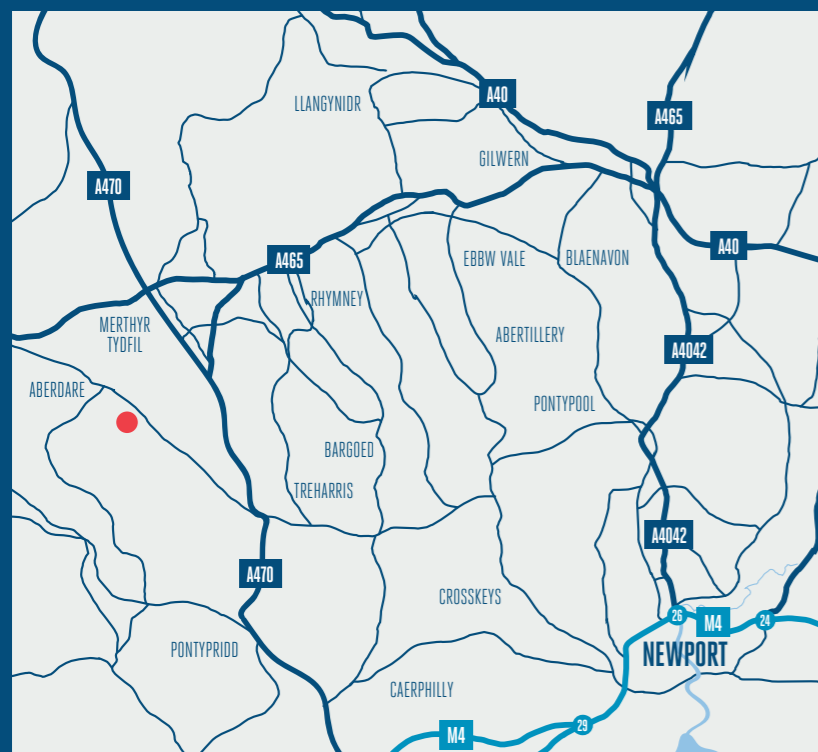 LLANGYNIDR
A40
A465
GILWERN
A470
A40
A465
EBBW VALE
BLAENAVON
RHYMNEY
MERTHYR
TYDFIL
ABERTILLERY
A4042
ABERDARE
PONTYPOOL
BARGOED
TREHARRIS
A4042
A470
CROSSKEYS
26
M4
24
PONTYPRIDD
NEWPORT
CAERPHILLY
29
M4